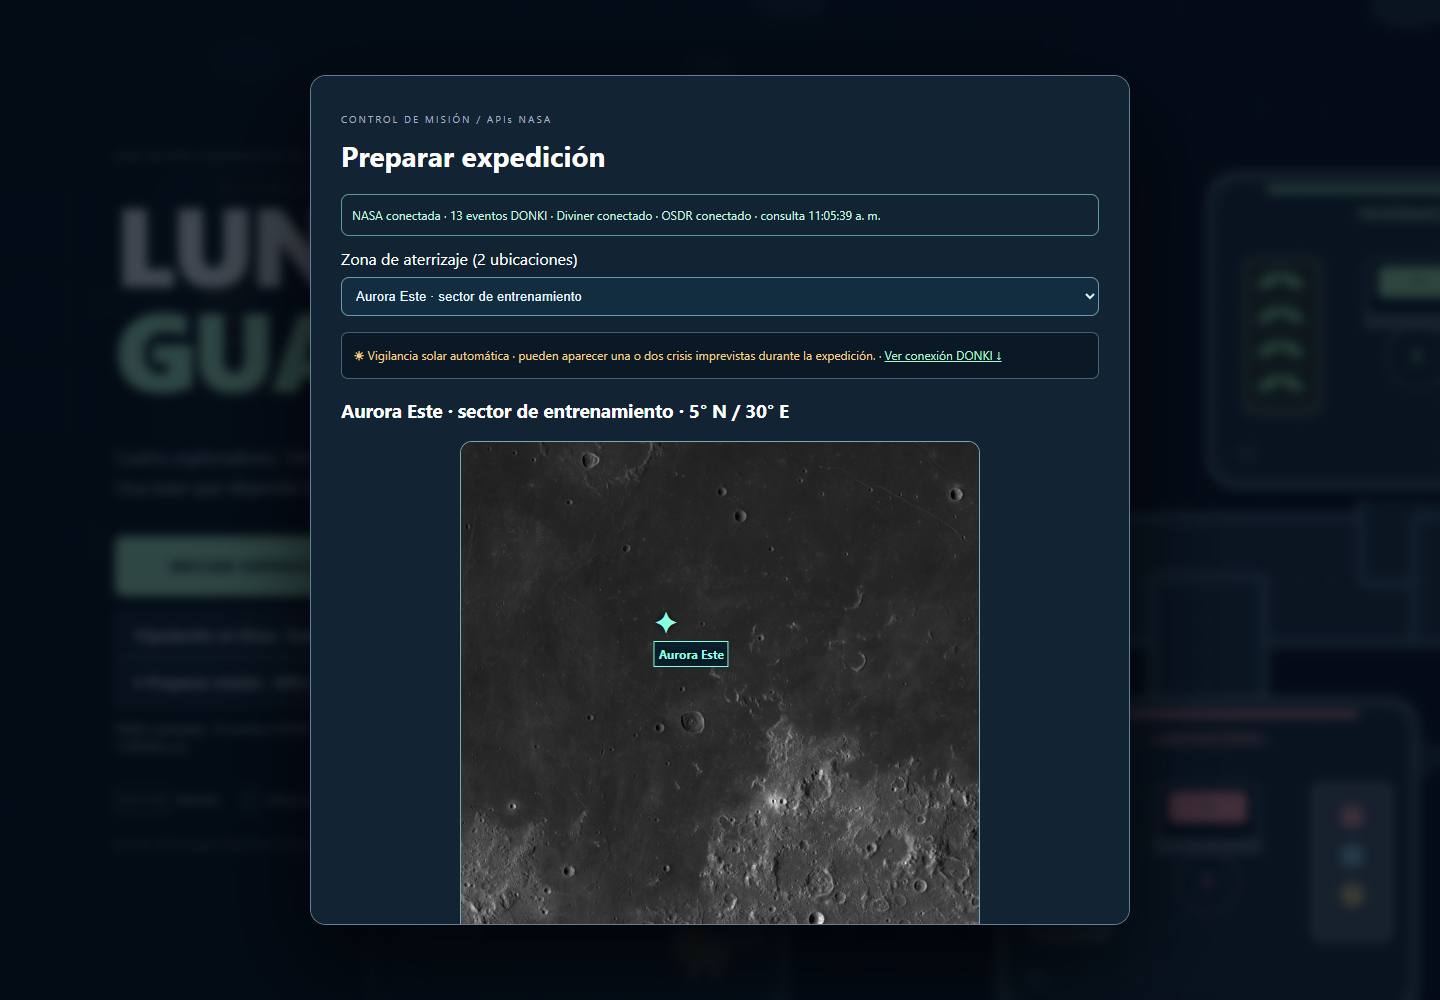 CONTROL DE MISIÓN / APIs NASA
Preparar expedición
NASA conectada · 13 eventos DONKI · Diviner conectado · OSDR conectado · consulta 11:05:39 a. m.
Zona de aterrizaje (2 ubicaciones)
Aurora Este · sector de entrenamiento
☀ Vigilancia solar automática · pueden aparecer una o dos crisis imprevistas durante la expedición. · Ver conexión DONKI ↓
Aurora Este · sector de entrenamiento · 5° N / 30° E
Aurora Este
LUN
GUA